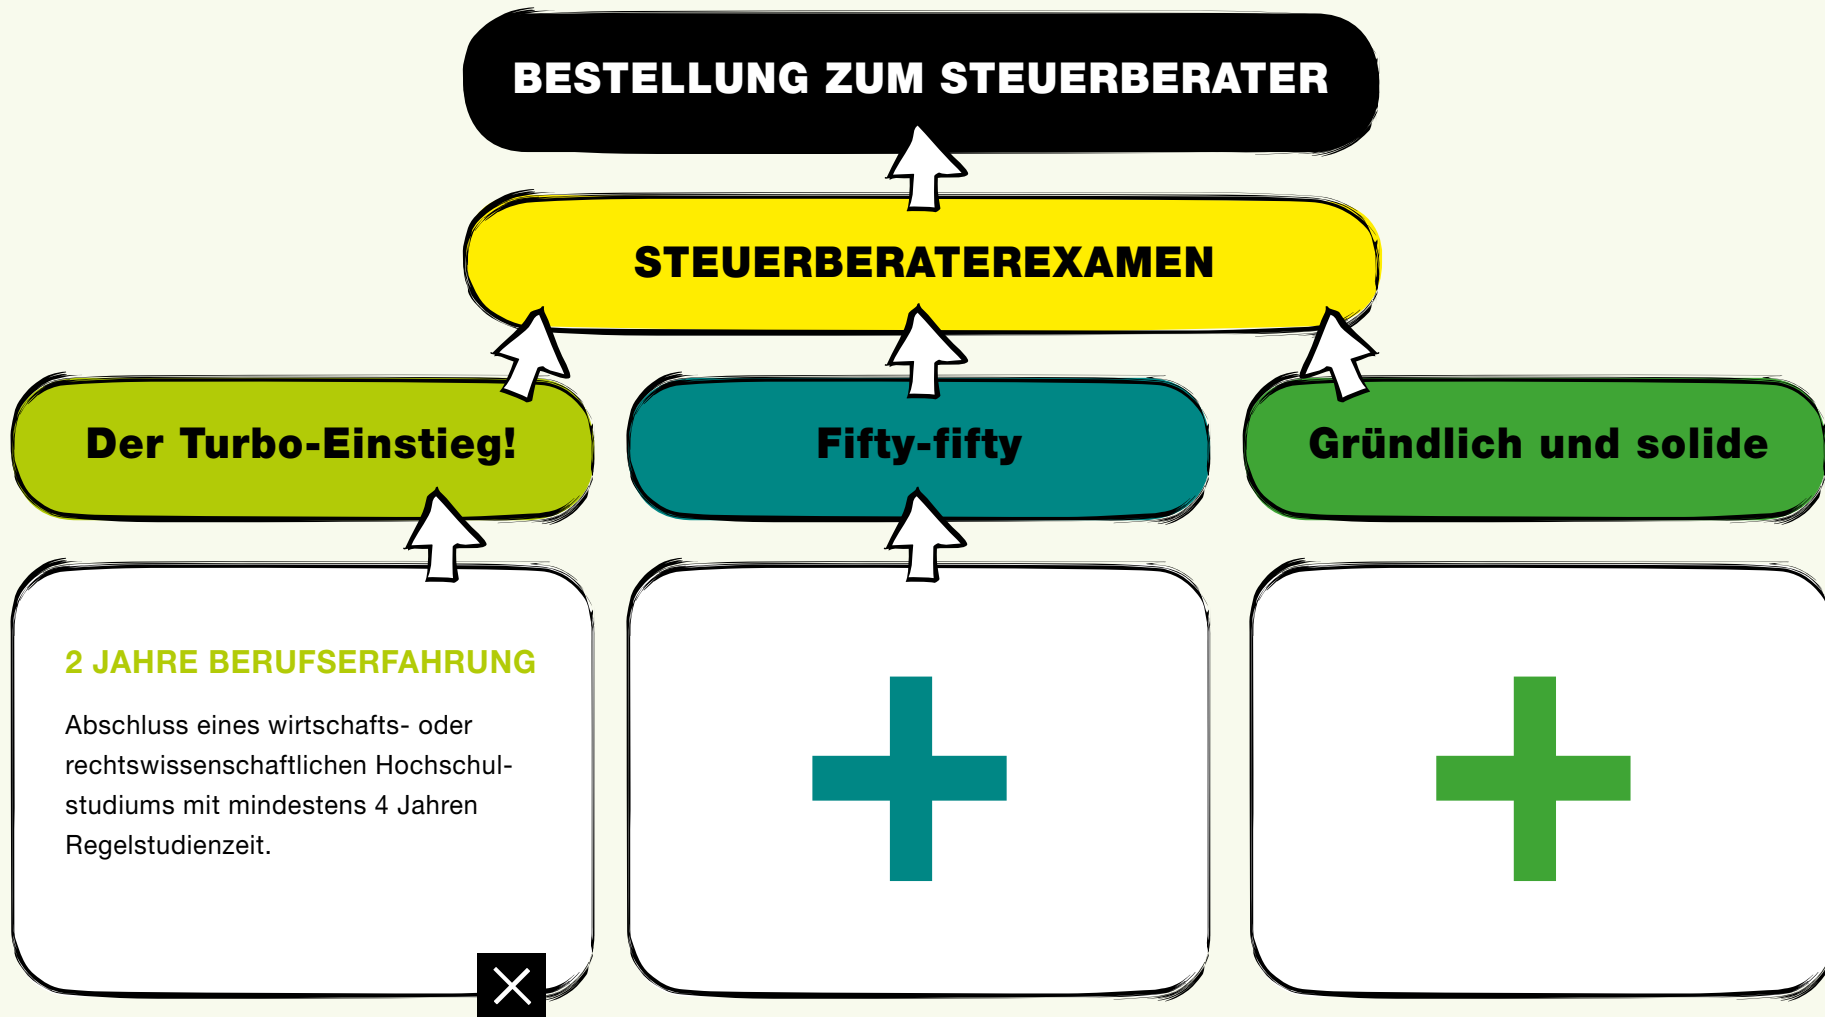 BESTELLUNG ZUM STEUERBERATER
STEUERBERATEREXAMEN
Der Turbo-Einstieg!
Fifty-fifty
Gründlich und solide
2 JAHRE BERUFSERFAHRUNG
Abschluss eines wirtschafts- oder
rechtswissenschaftlichen Hochschul-
studiums mit mindestens 4 Jahren
Regelstudienzeit.